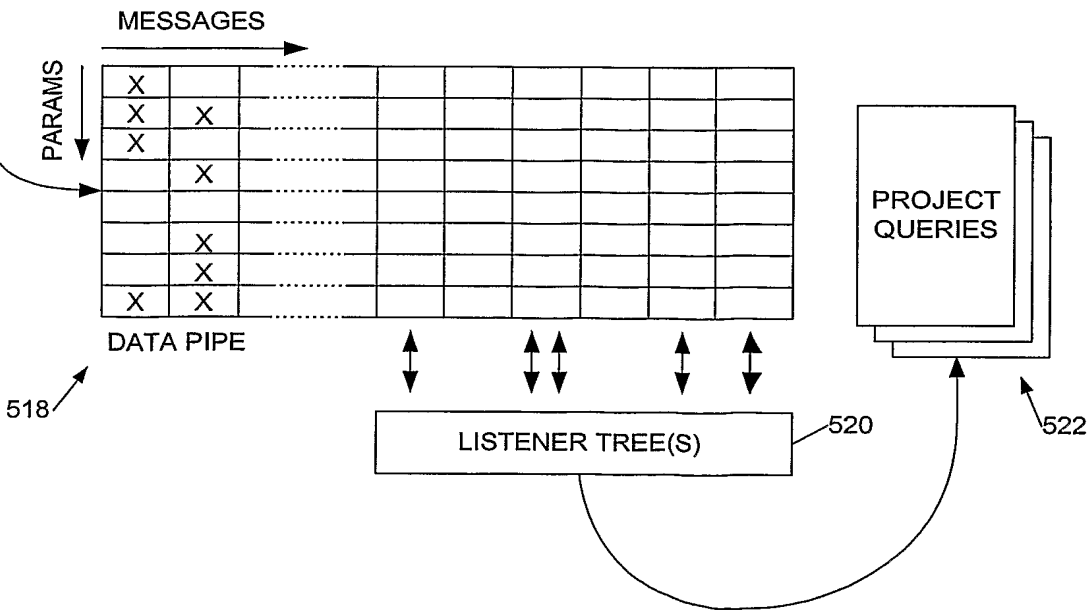 MESSAGES
PARAMS
X
X X
X
X
X
X
X X
DATA PIPE
PROJECT
QUERIES
518
LISTENER TREE(S)
520
522